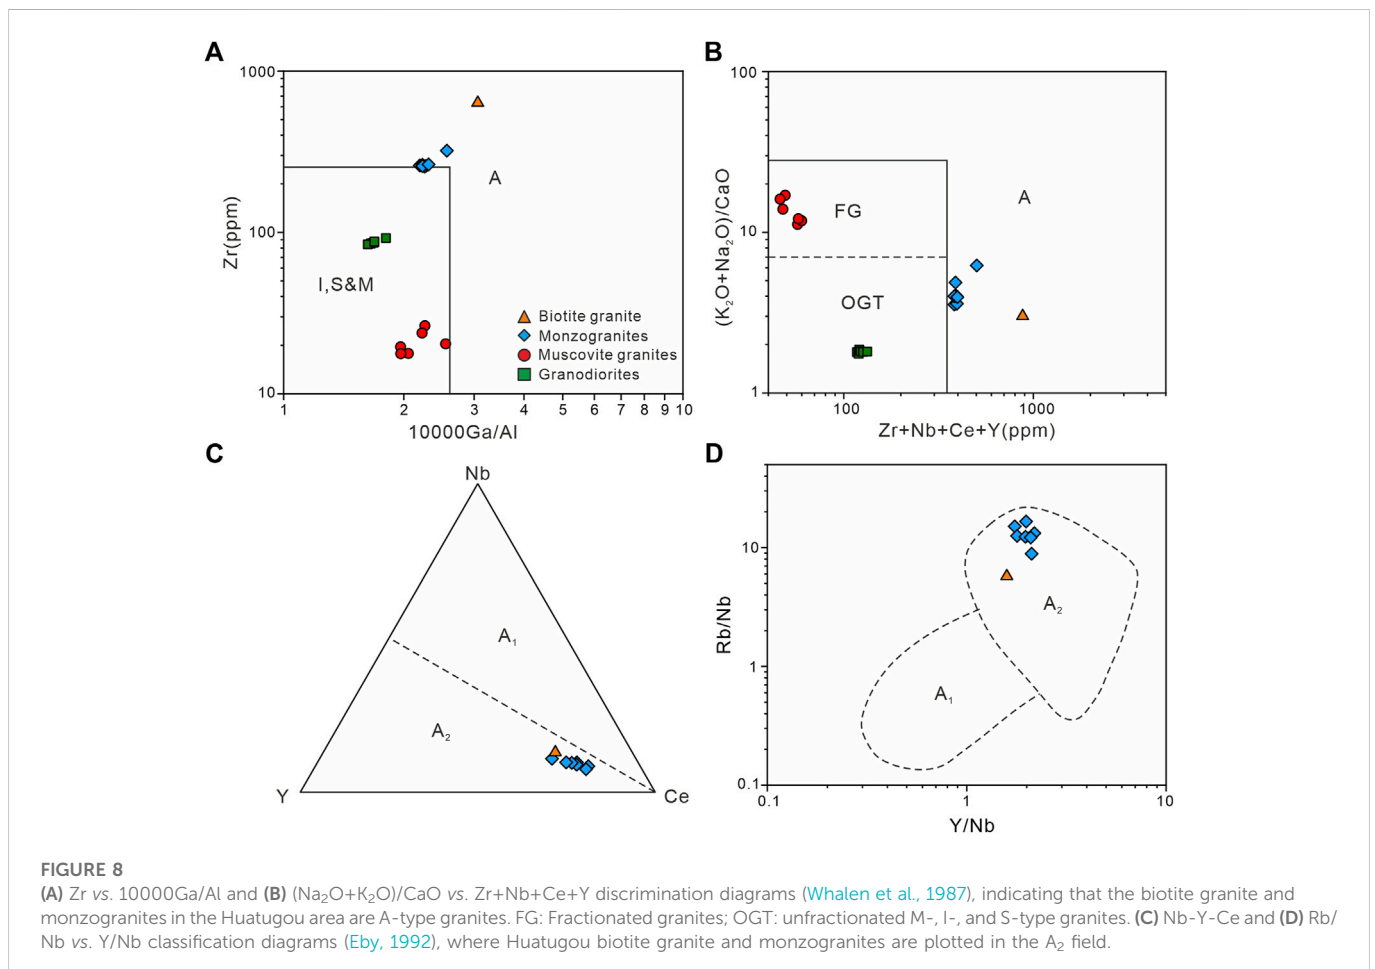 A
1000
100
10
Zr(ppm)
A
I,S&M
Biotite granite
Monzogranites
Muscovite granites
Granodiorites
1 2 3 4 5 6 7 8 9 10
10000Ga/Al
B
100
10
1
(K₂O+Na₂O)/CaO
FG
A
OGT
100 1000
Zr+Nb+Ce+Y(ppm)
C
Nb
A₁
A₂
Y
Ce
D
10
1
0.1
Rb/Nb
A₂
A₁
0.1 1 10
Y/Nb
FIGURE 8
(A) Zr vs. 10000Ga/Al and (B) (Na₂O+K₂O)/CaO vs. Zr+Nb+Ce+Y discrimination diagrams (Whalen et al., 1987), indicating that the biotite granite and
monzogranites in the Huatugou area are A-type granites. FG: Fractionated granites; OGT: unfractionated M-, I-, and S-type granites. (C) Nb-Y-Ce and (D) Rb/
Nb vs. Y/Nb classification diagrams (Eby, 1992), where Huatugou biotite granite and monzogranites are plotted in the A₂ field.